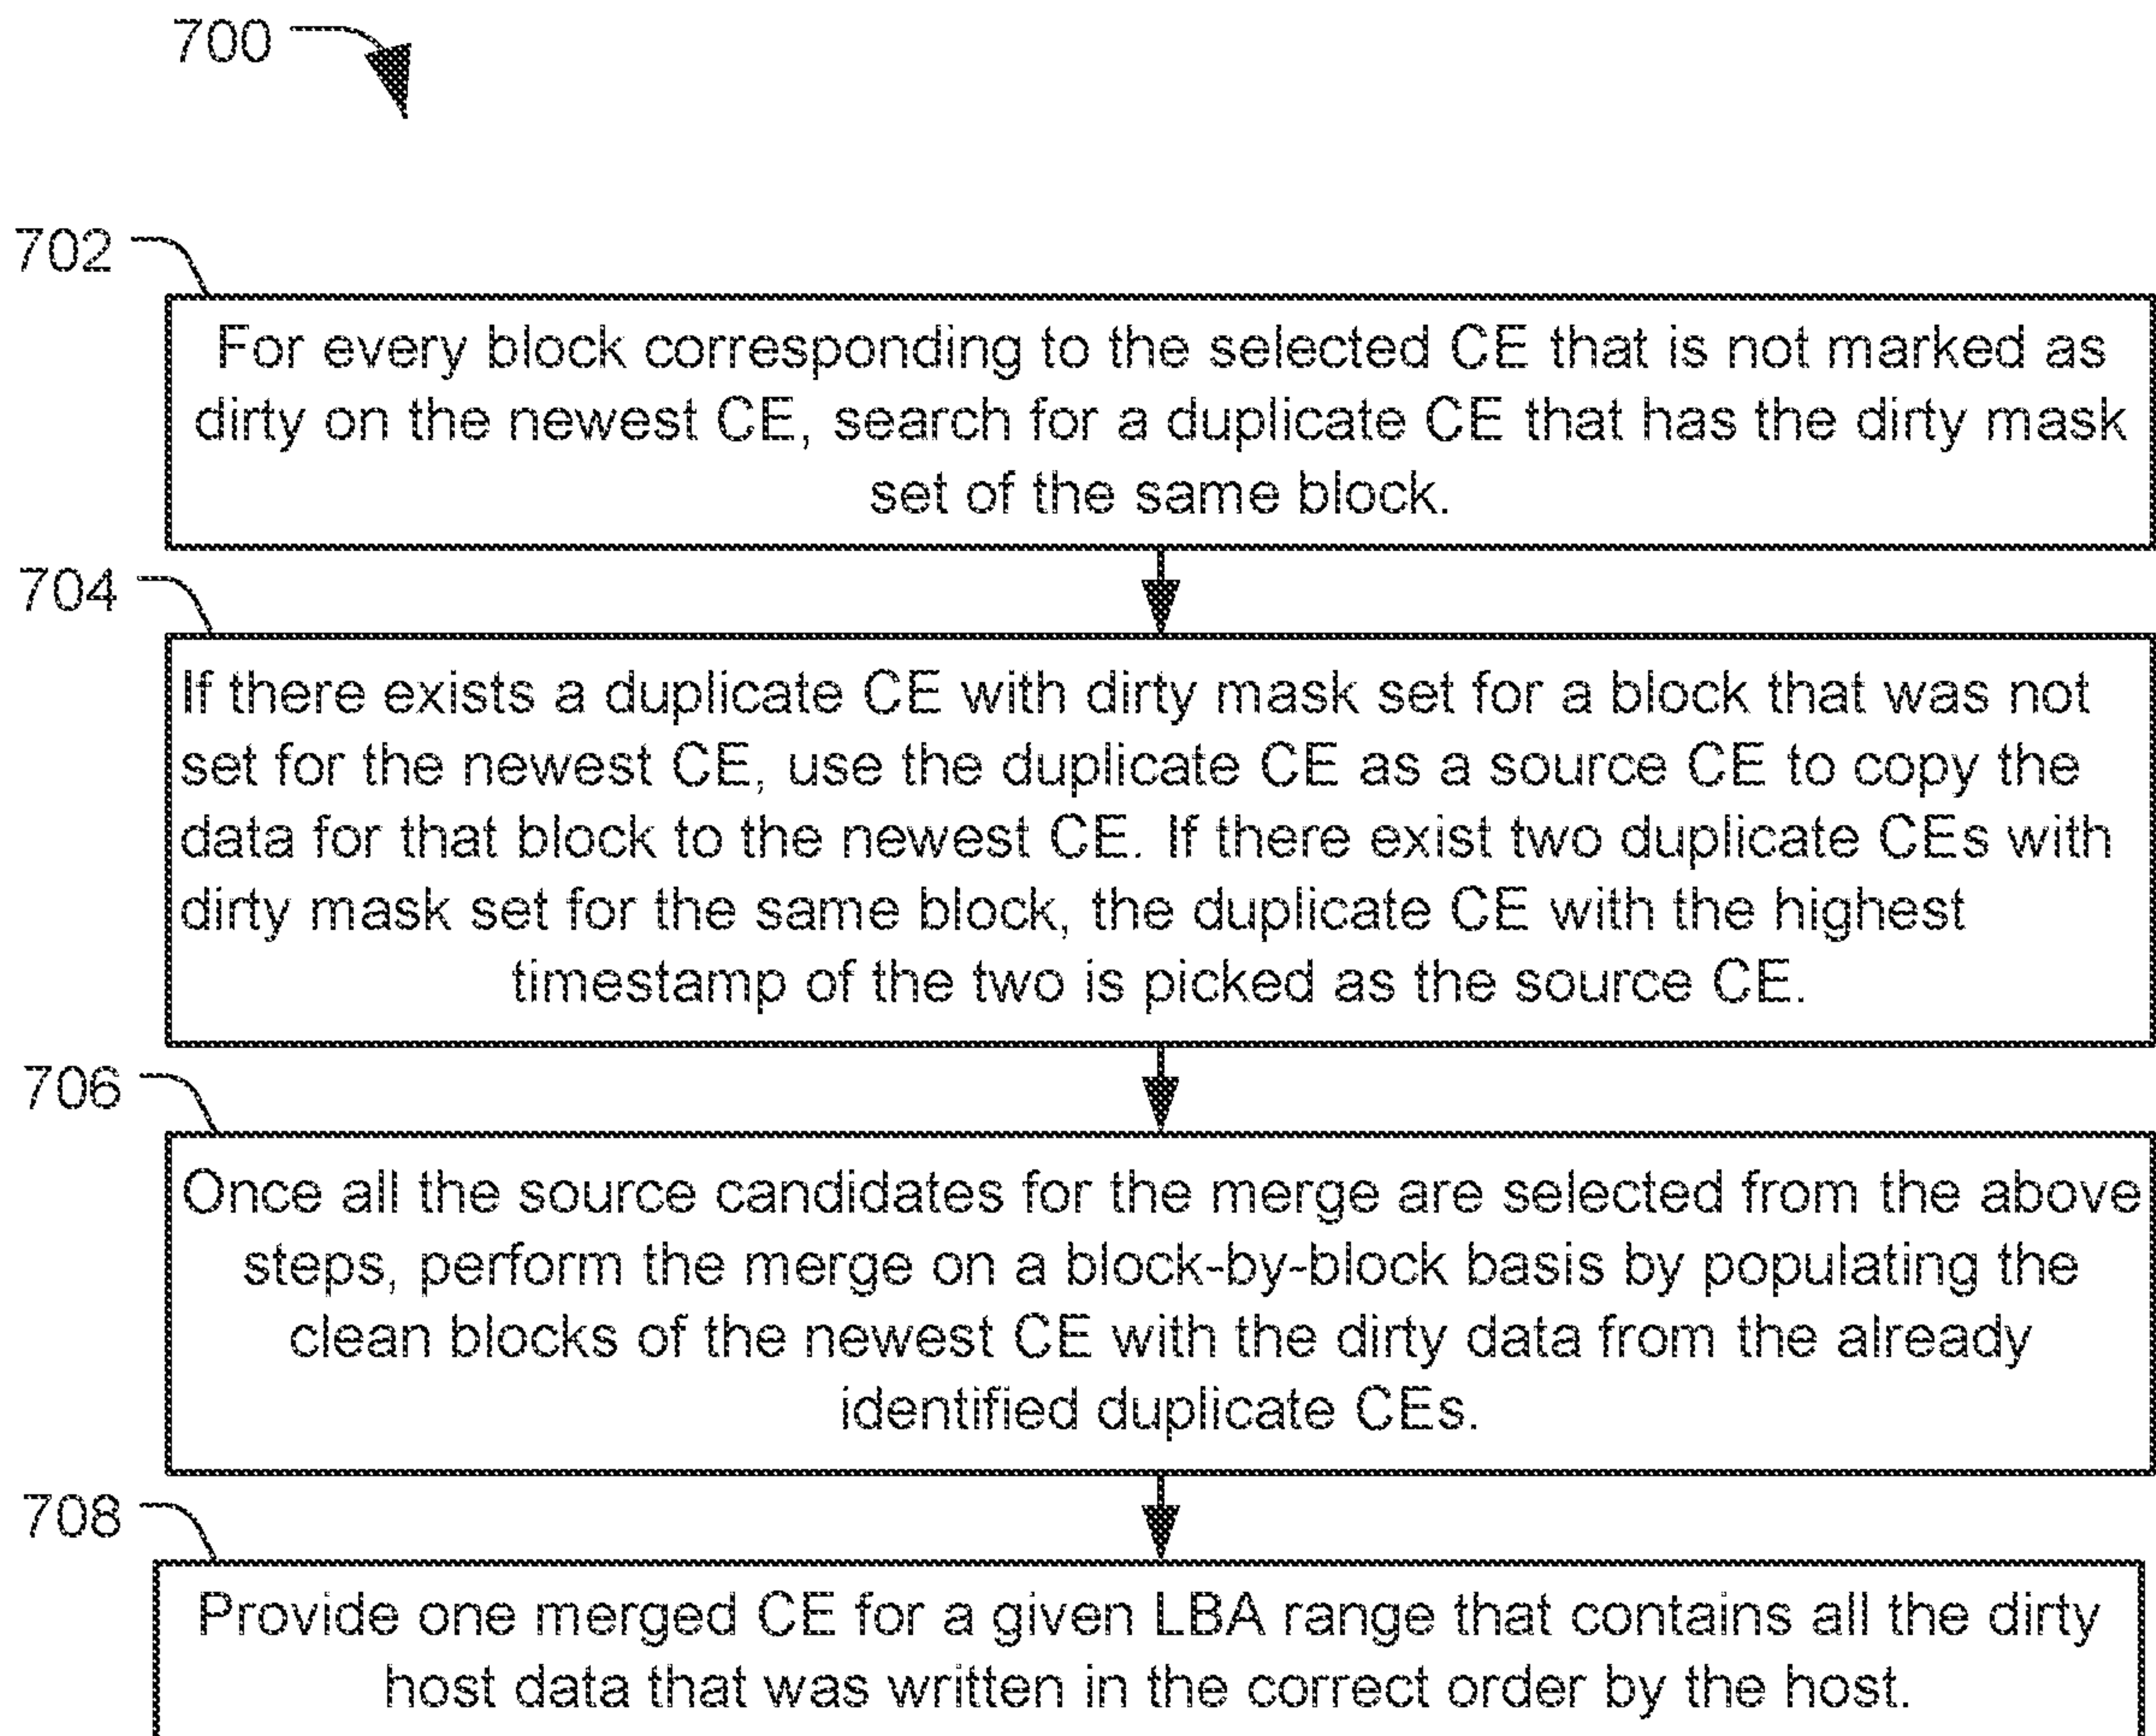 700
702
For every block corresponding to the selected CE that is not marked as
dirty on the newest CE, search for a duplicate CE that has the dirty mask
set of the same block.
704
If there exists a duplicate CE with dirty mask set for a block that was not
set for the newest CE, use the duplicate CE as a source CE to copy the
data for that block to the newest CE. If there exist two duplicate CEs with
dirty mask set for the same block, the duplicate CE with the highest
timestamp of the two is picked as the source CE.
706
Once all the source candidates for the merge are selected from the above
steps, perform the merge on a block-by-block basis by populating the
clean blocks of the newest CE with the dirty data from the already
identified duplicate CEs.
708
Provide one merged CE for a given LBA range that contains all the dirty
host data that was written in the correct order by the host.